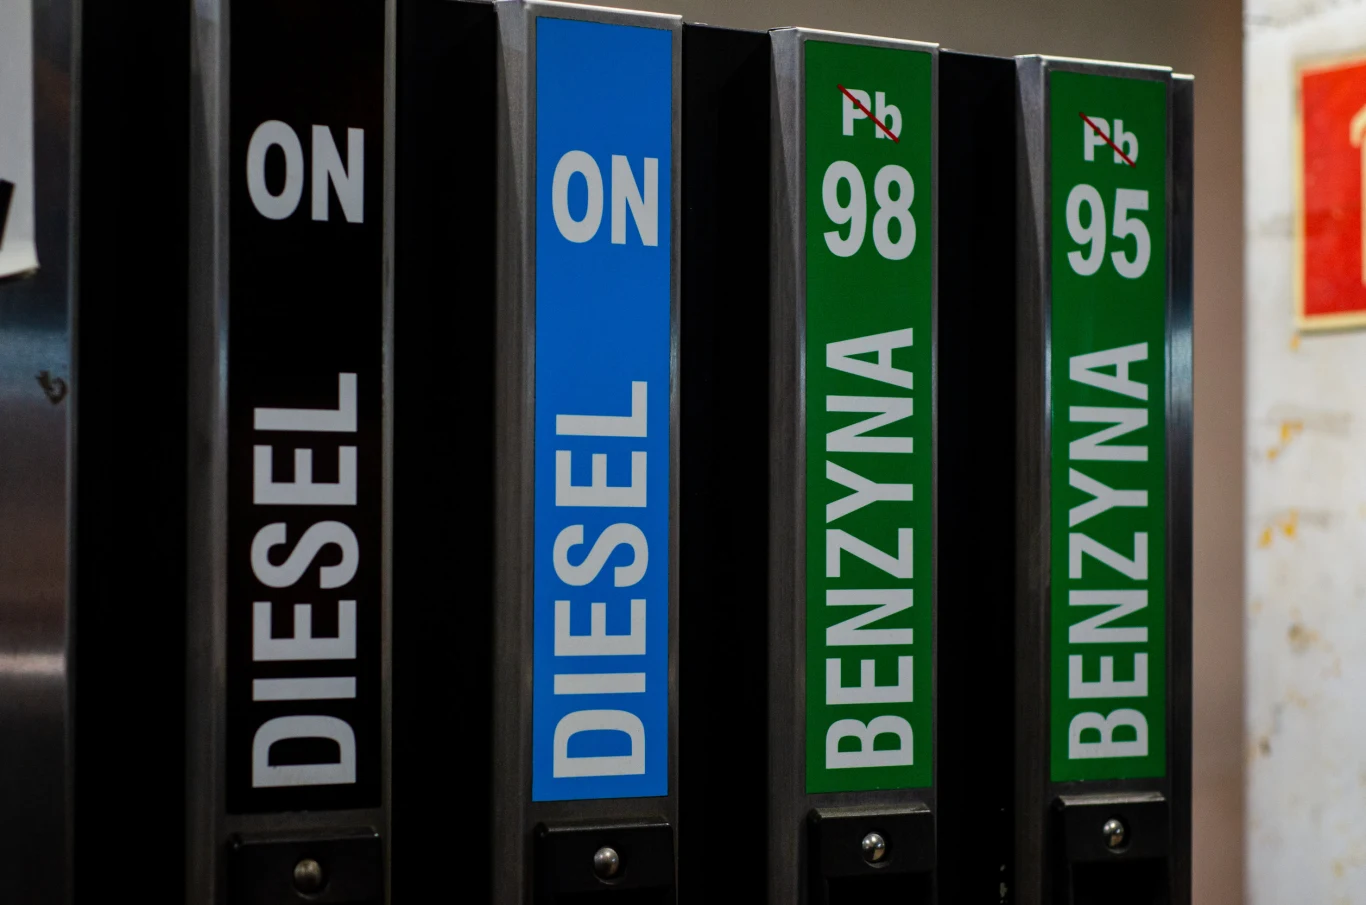 ON
DIESEL
ON
DIESEL
Pb
98
BENZYNA
Pb
95
BENZYNA